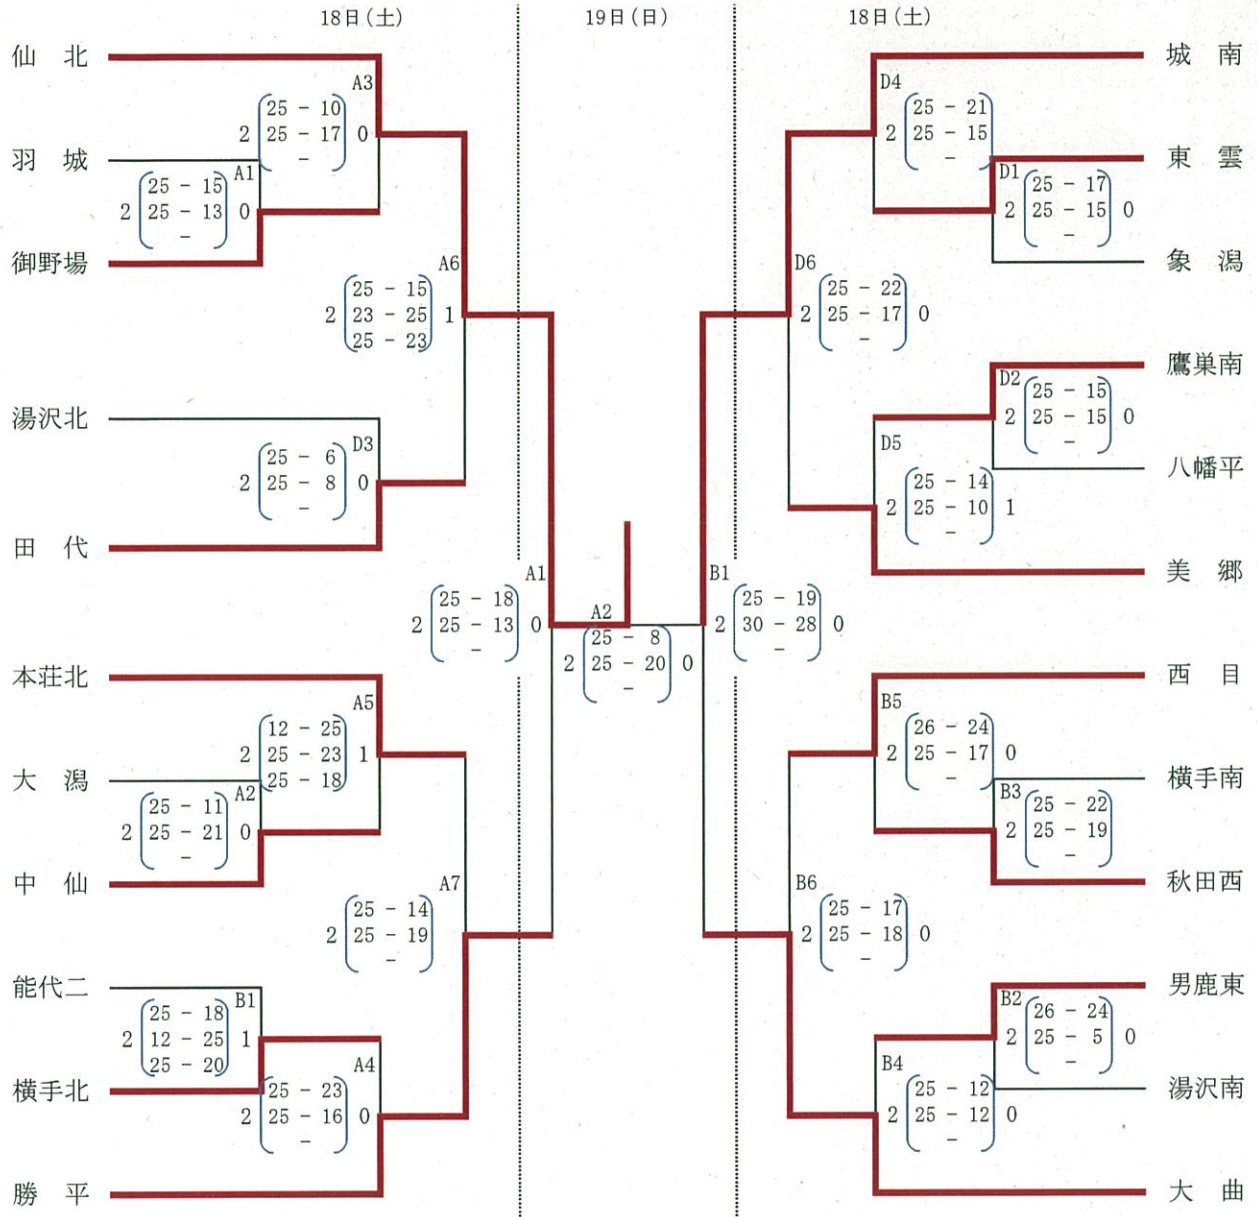 18日(土)
19日(日)
18日(土)
仙 北
A3
25 - 10
2 25 - 17 0
-
羽 城
A1
25 - 15
2 25 - 13 0
-
御野場
A6
25 - 15
2 23 - 25 1
25 - 23
湯沢北
D3
25 - 6
2 25 - 8 0
-
田 代
A1
25 - 18
2 25 - 13 0
-
本荘北
A5
12 - 25
2 25 - 23 1
25 - 18
大 潟
A2
25 - 11
2 25 - 21 0
-
中 仙
A7
25 - 14
2 25 - 19
-
能代二
B1
25 - 18
2 12 - 25 1
25 - 20
横手北
A4
25 - 23
2 25 - 16 0
-
勝 平
A2
25 - 8
2 25 - 20 0
-
城 南
D4
25 - 21
2 25 - 15
-
東 雲
D1
25 - 17
2 25 - 15 0
-
象 潟
D6
25 - 22
2 25 - 17 0
-
鷹巣南
D2
25 - 15
2 25 - 15 0
-
八幡平
D5
25 - 14
2 25 - 10 1
-
美 郷
B1
25 - 19
2 30 - 28 0
-
西 目
B5
26 - 24
2 25 - 17 0
-
横手南
B3
25 - 22
2 25 - 19
-
秋田西
B6
25 - 17
2 25 - 18 0
-
男鹿東
B2
26 - 24
2 25 - 5 0
-
湯沢南
B4
25 - 12
2 25 - 12 0
-
大 曲